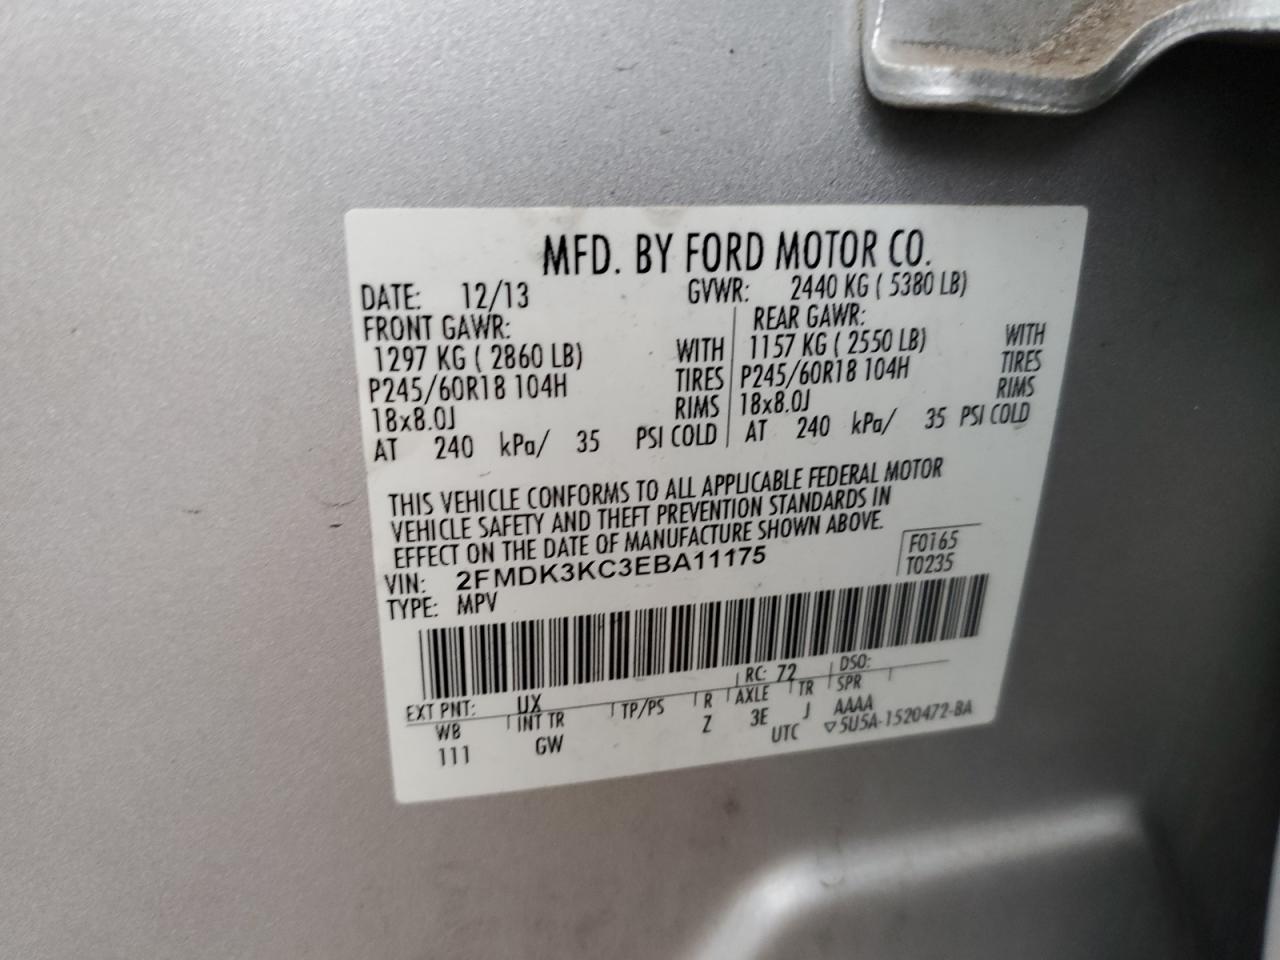 MFD. BY FORD MOTOR CO.
DATE: 12/13 GVWR: 2440 KG ( 5380 LB)
FRONT GAWR: REAR GAWR:
1297 KG ( 2860 LB) WITH 1157 KG ( 2550 LB) WITH
P245/60R18 104H TIRES P245/60R18 104H TIRES
18x8.0J RIMS 18x8.0J RIMS
AT 240 kPa/ 35 PSI COLD AT 240 kPa/ 35 PSI COLD
THIS VEHICLE CONFORMS TO ALL APPLICABLE FEDERAL MOTOR
VEHICLE SAFETY AND THEFT PREVENTION STANDARDS IN
EFFECT ON THE DATE OF MANUFACTURE SHOWN ABOVE.
VIN: 2FMDK3KC3EBA11175 F0165
TYPE: MPV T0235
EXT PNT: UX RC: 72 DSO:
WB INT TR TP/PS R AXLE TR SPR
111 GW Z 3E J AAAA
UTC ▽5U5A-1520472-BA